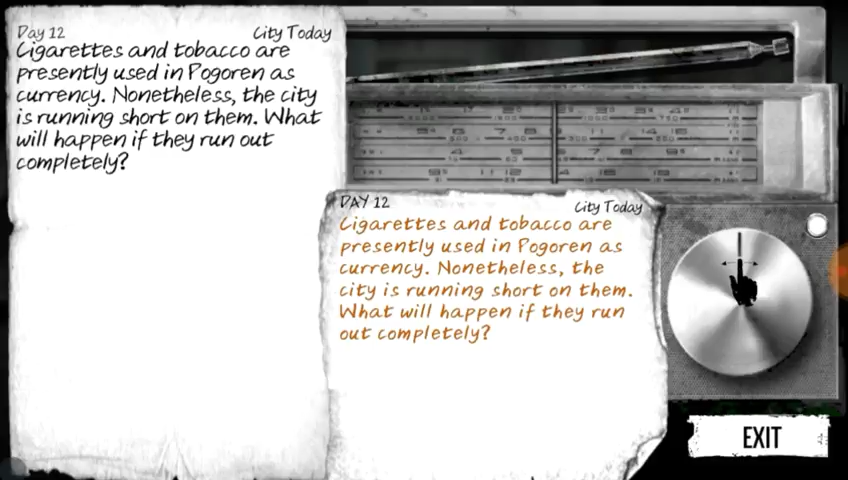 Day 12
City Today
Cigarettes and tobacco are
presently used in Pogoren as
currency. Nonetheless, the city
is running short on them. What
will happen if they run out
completely?
DAY 12
City Today
Cigarettes and tobacco are
presently used in Pogoren as
currency. Nonetheless, the
city is running short on them.
What will happen if they run
out completely?
EXIT